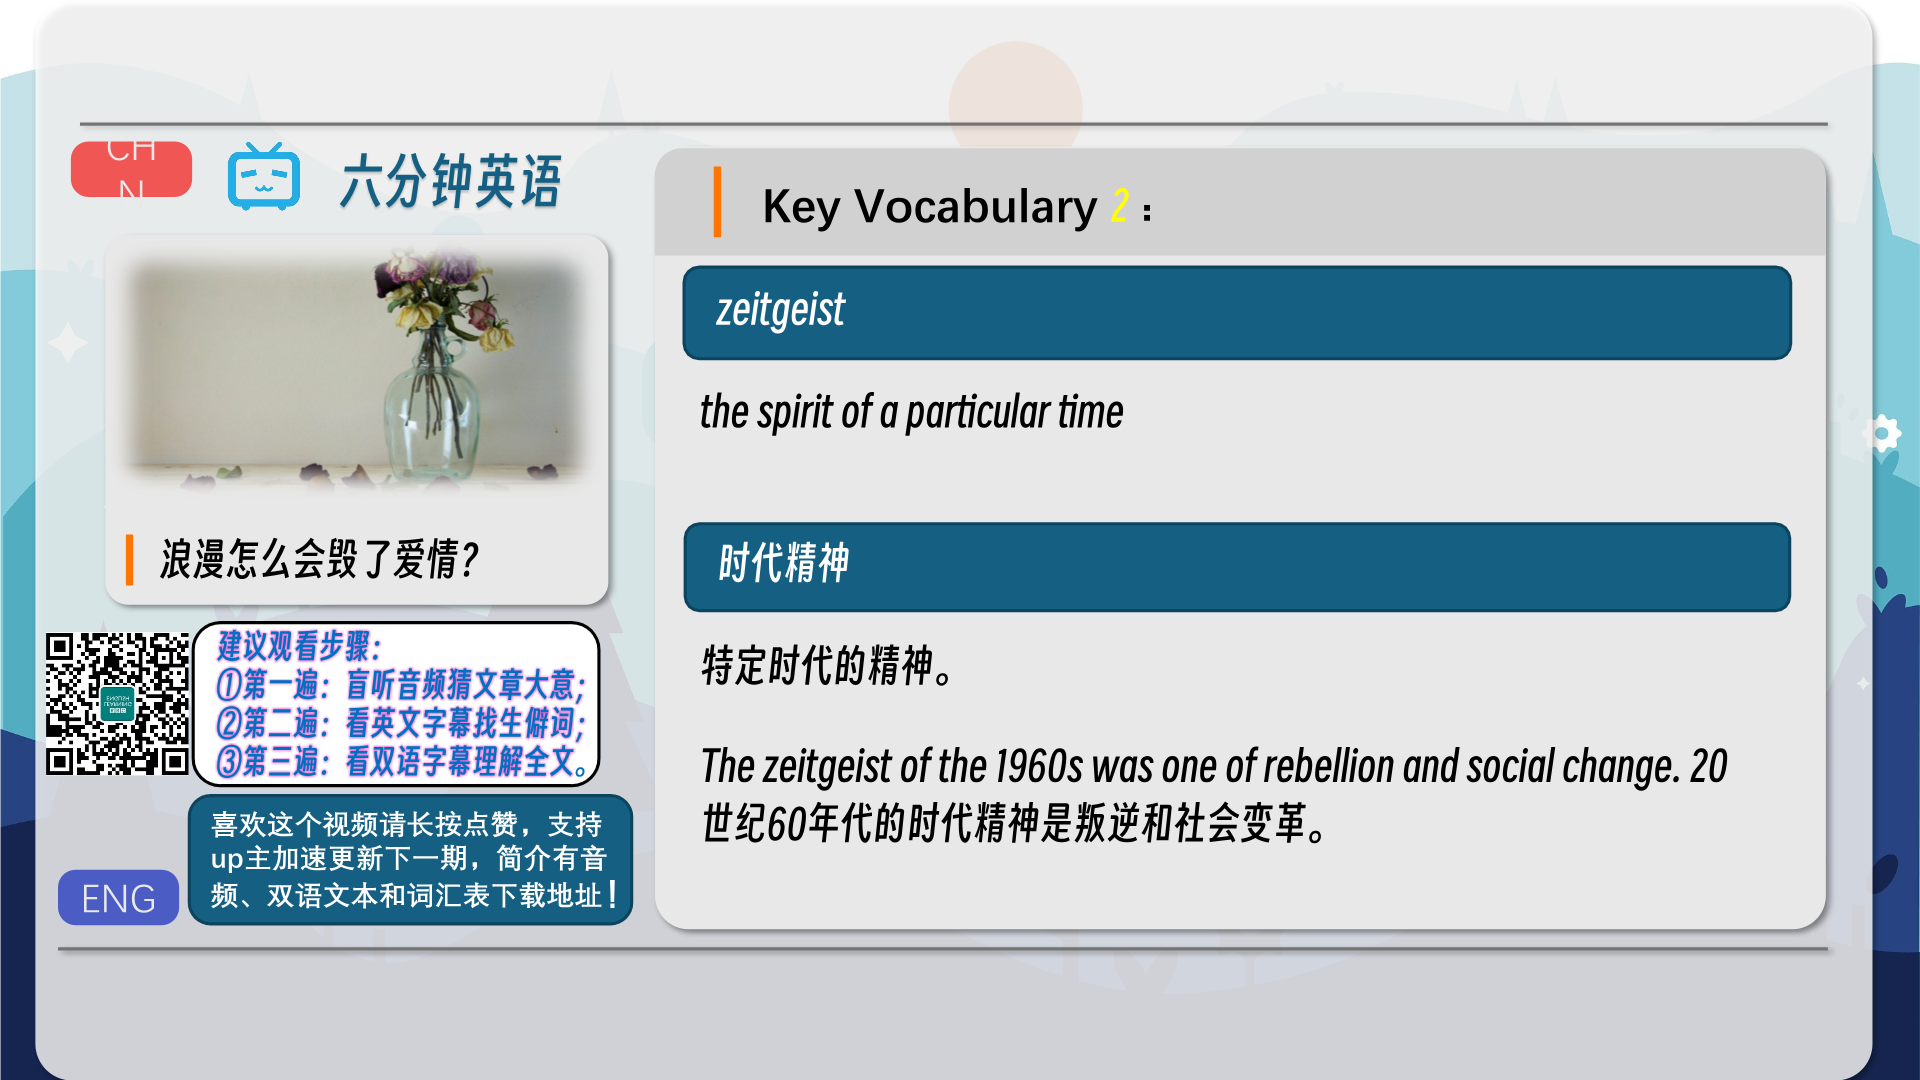 CH
N
六分钟英语
浪漫怎么会毁了爱情？
建议观看步骤：
①第一遍：盲听音频猜文章大意；
②第二遍：看英文字幕找生僻词；
③第三遍：看双语字幕理解全文。
喜欢这个视频请长按点赞，支持
up主加速更新下一期，简介有音
频、双语文本和词汇表下载地址！
ENG
Key Vocabulary 2：
zeitgeist
the spirit of a particular time
时代精神
特定时代的精神。
The zeitgeist of the 1960s was one of rebellion and social change. 20
世纪60年代的时代精神是叛逆和社会变革。